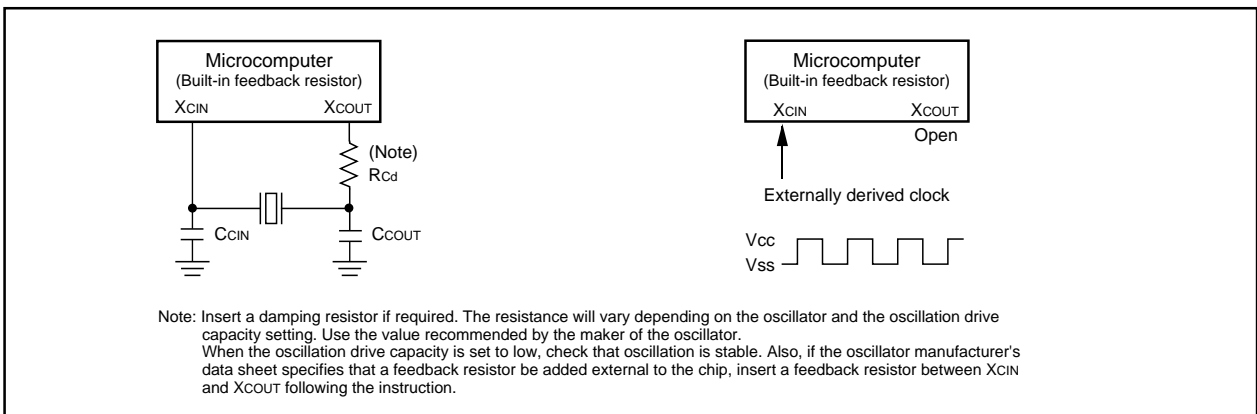 Microcomputer
(Built-in feedback resistor)
XCIN XCOUT
(Note)
RCd
CCIN CCOUT
Microcomputer
(Built-in feedback resistor)
XCIN XCOUT
Open
Externally derived clock
Vcc
Vss
Note: Insert a damping resistor if required. The resistance will vary depending on the oscillator and the oscillation drive
capacity setting. Use the value recommended by the maker of the oscillator.
When the oscillation drive capacity is set to low, check that oscillation is stable. Also, if the oscillator manufacturer's
data sheet specifies that a feedback resistor be added external to the chip, insert a feedback resistor between XCIN
and XCOUT following the instruction.